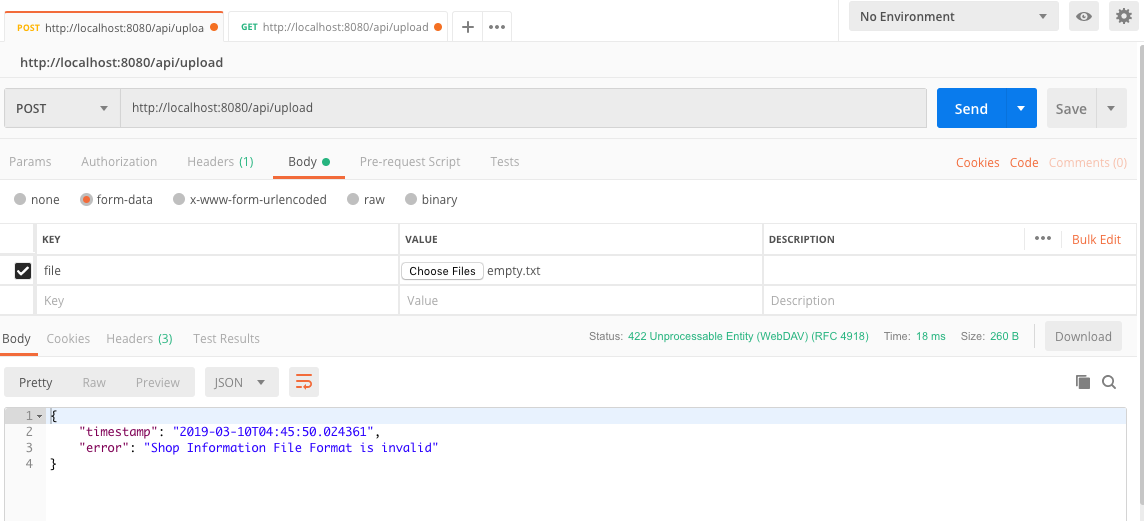 POST http://localhost:8080/api/uploa GET http://localhost:8080/api/upload + ••• No Environment
http://localhost:8080/api/upload
POST http://localhost:8080/api/upload Send Save
Params Authorization Headers (1) Body Pre-request Script Tests Cookies Code Comments (0)
none form-data x-www-form-urlencoded raw binary
KEY VALUE DESCRIPTION ••• Bulk Edit
file Choose Files empty.txt
Key Value Description
Body Cookies Headers (3) Test Results Status: 422 Unprocessable Entity (WebDAV) (RFC 4918) Time: 18 ms Size: 260 B Download
Pretty Raw Preview JSON
1 {
2 "timestamp": "2019-03-10T04:45:50.024361",
3 "error": "Shop Information File Format is invalid"
4 }